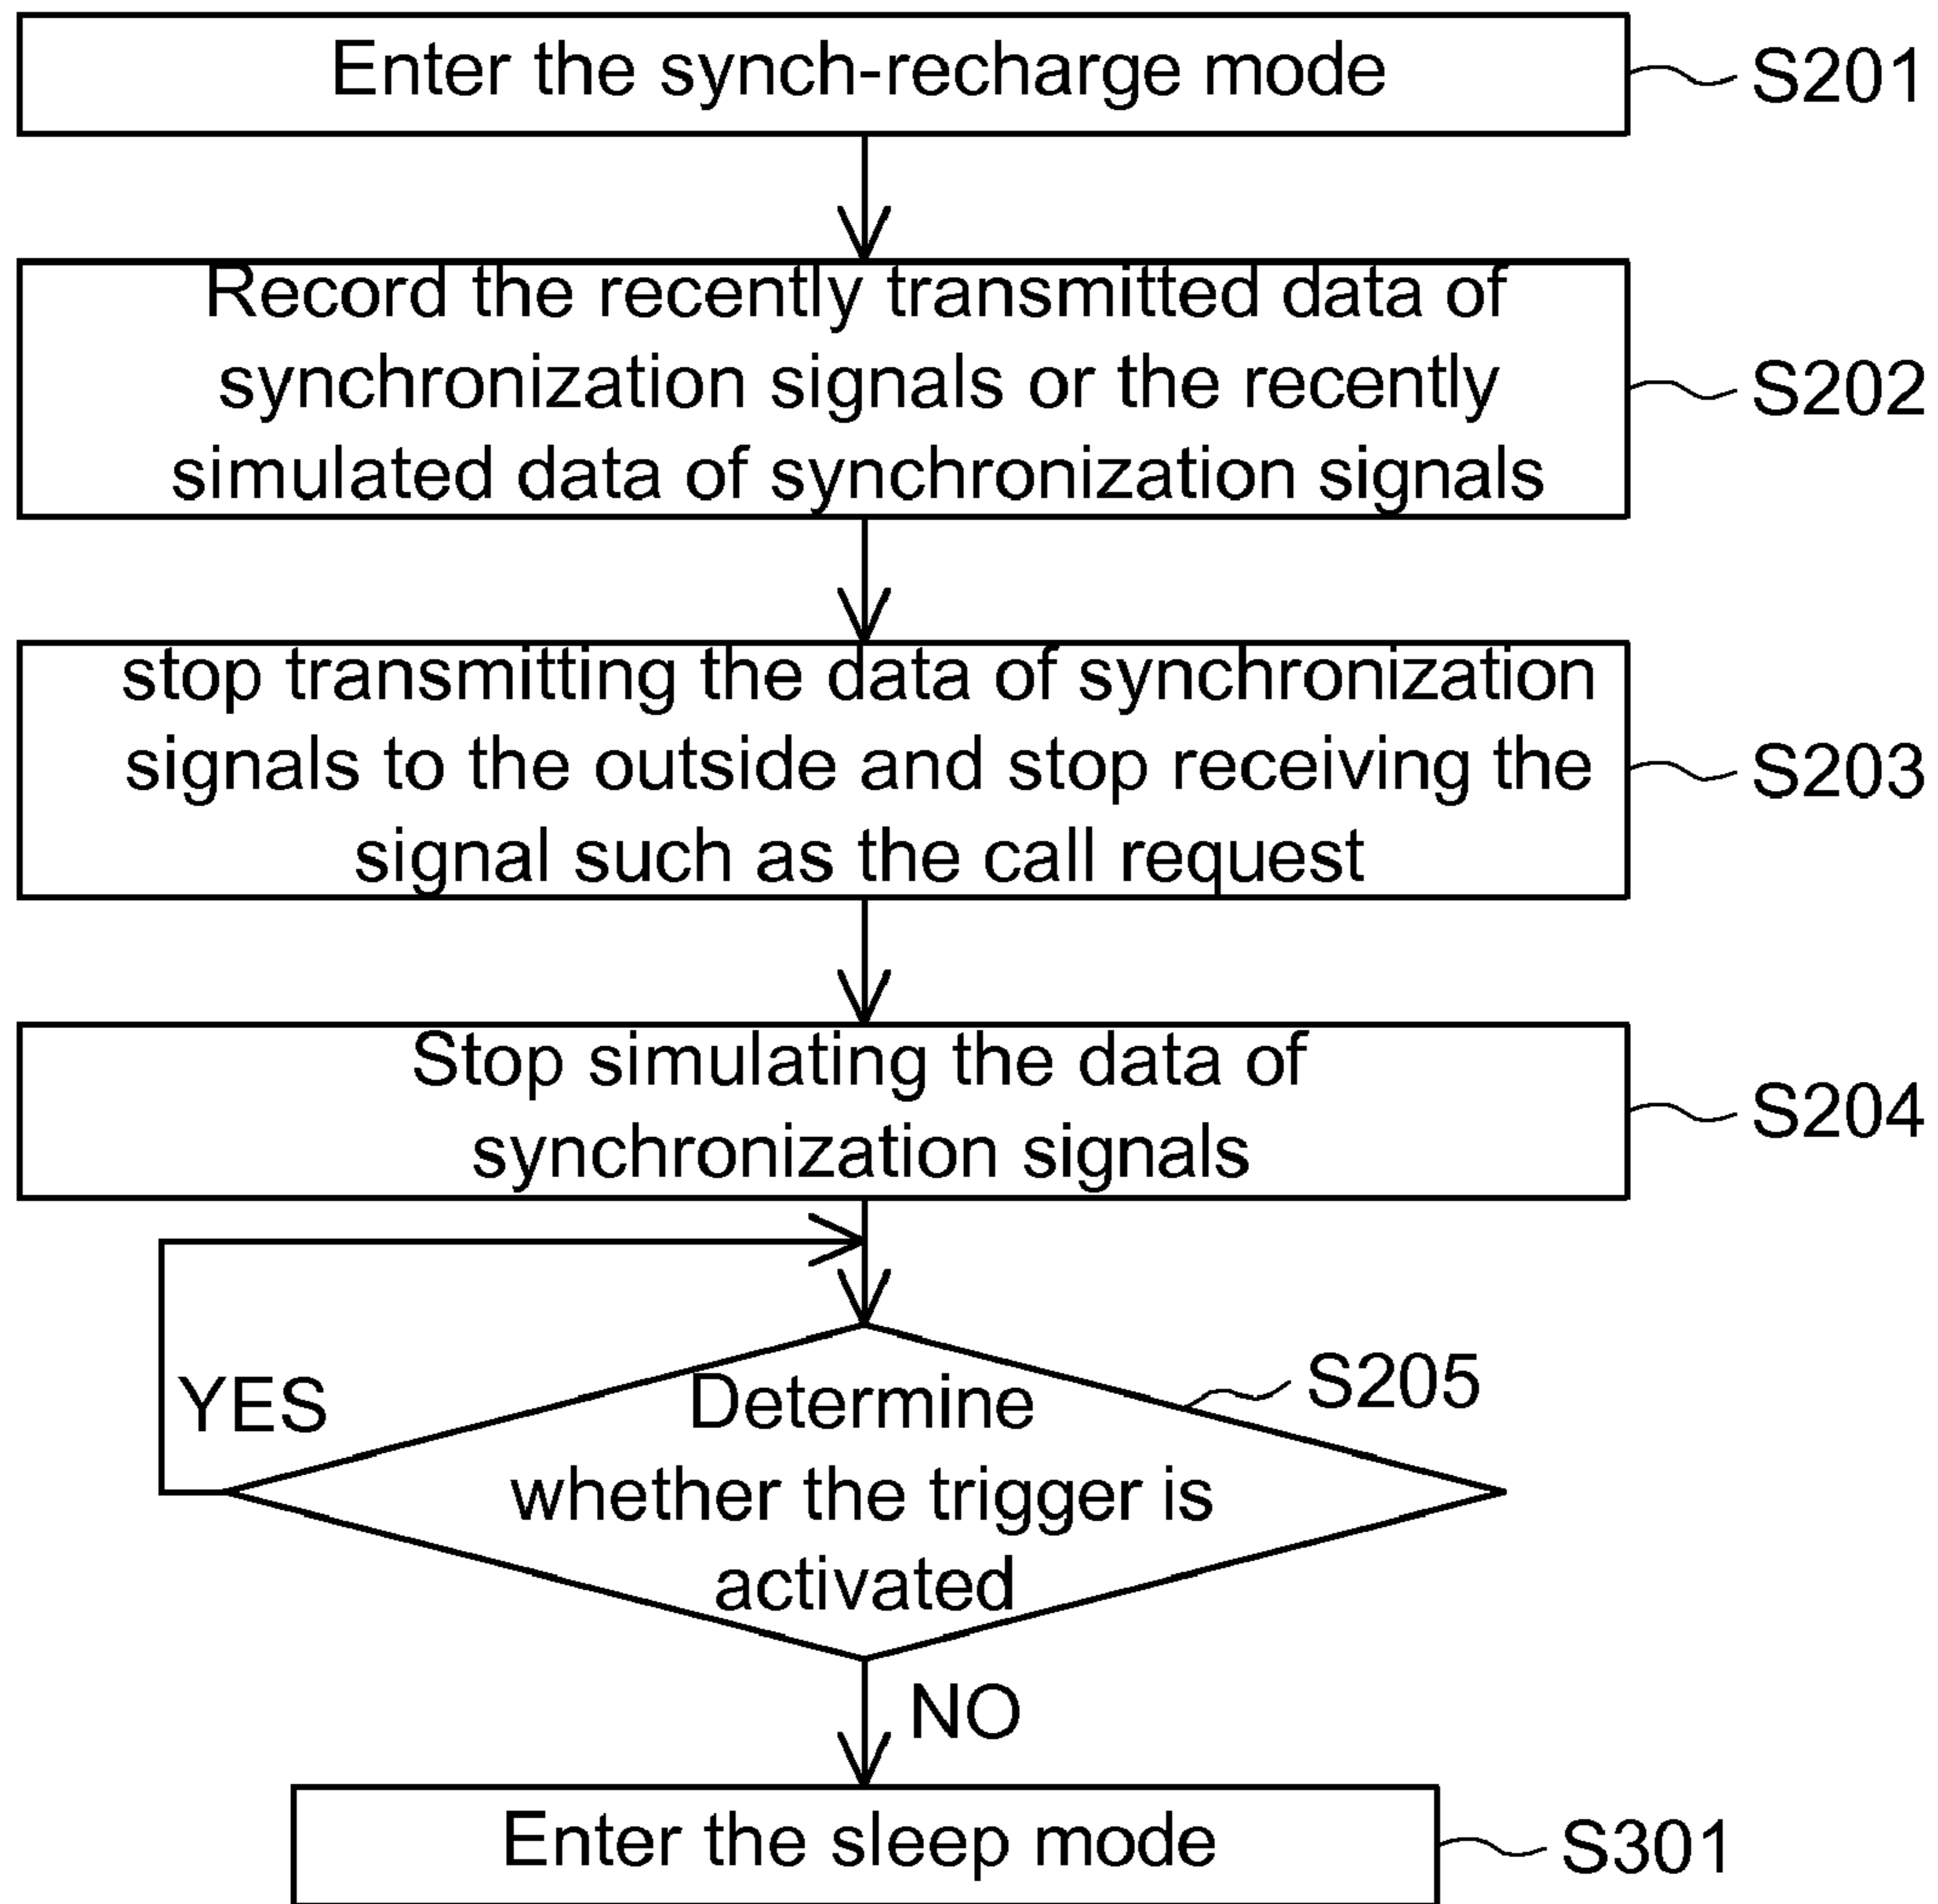 Enter the synch-recharge mode
S201
Record the recently transmitted data of
synchronization signals or the recently
simulated data of synchronization signals
S202
stop transmitting the data of synchronization
signals to the outside and stop receiving the
signal such as the call request
S203
Stop simulating the data of
synchronization signals
S204
YES
Determine
whether the trigger is
activated
S205
NO
Enter the sleep mode
S301